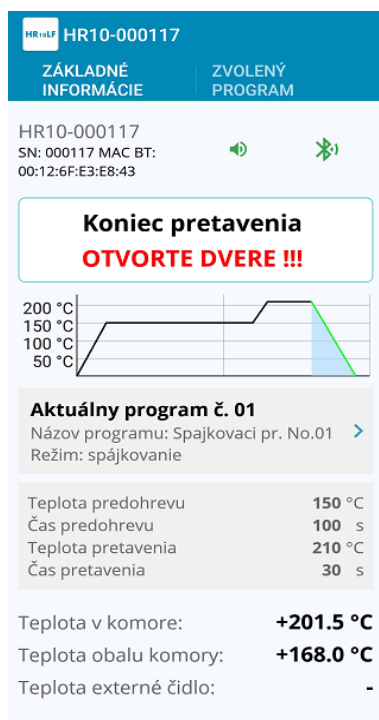 HR10LF HR10-000117
ZÁKLADNÉ INFORMÁCIE
ZVOLENÝ PROGRAM
HR10-000117
SN: 000117 MAC BT:
00:12:6F:E3:E8:43
Koniec pretavenia
OTVORTE DVERE !!!
200 °C
150 °C
100 °C
50 °C
Aktuálny program č. 01
Názov programu: Spajkovaci pr. No.01
Režim: spájkovanie
Teplota predohrevu 150 °C
Čas predohrevu 100 s
Teplota pretavenia 210 °C
Čas pretavenia 30 s
Teplota v komore: +201.5 °C
Teplota obalu komory: +168.0 °C
Teplota externé čidlo: -